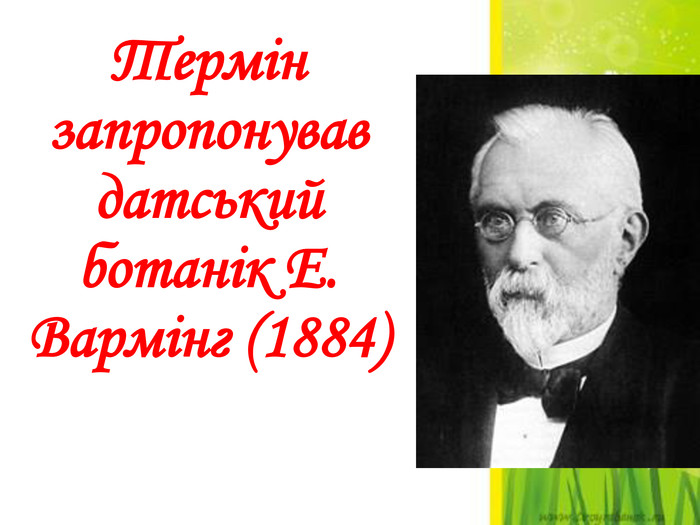 Термін
запропонував
датський
ботанік Е.
Вармінг (1884)